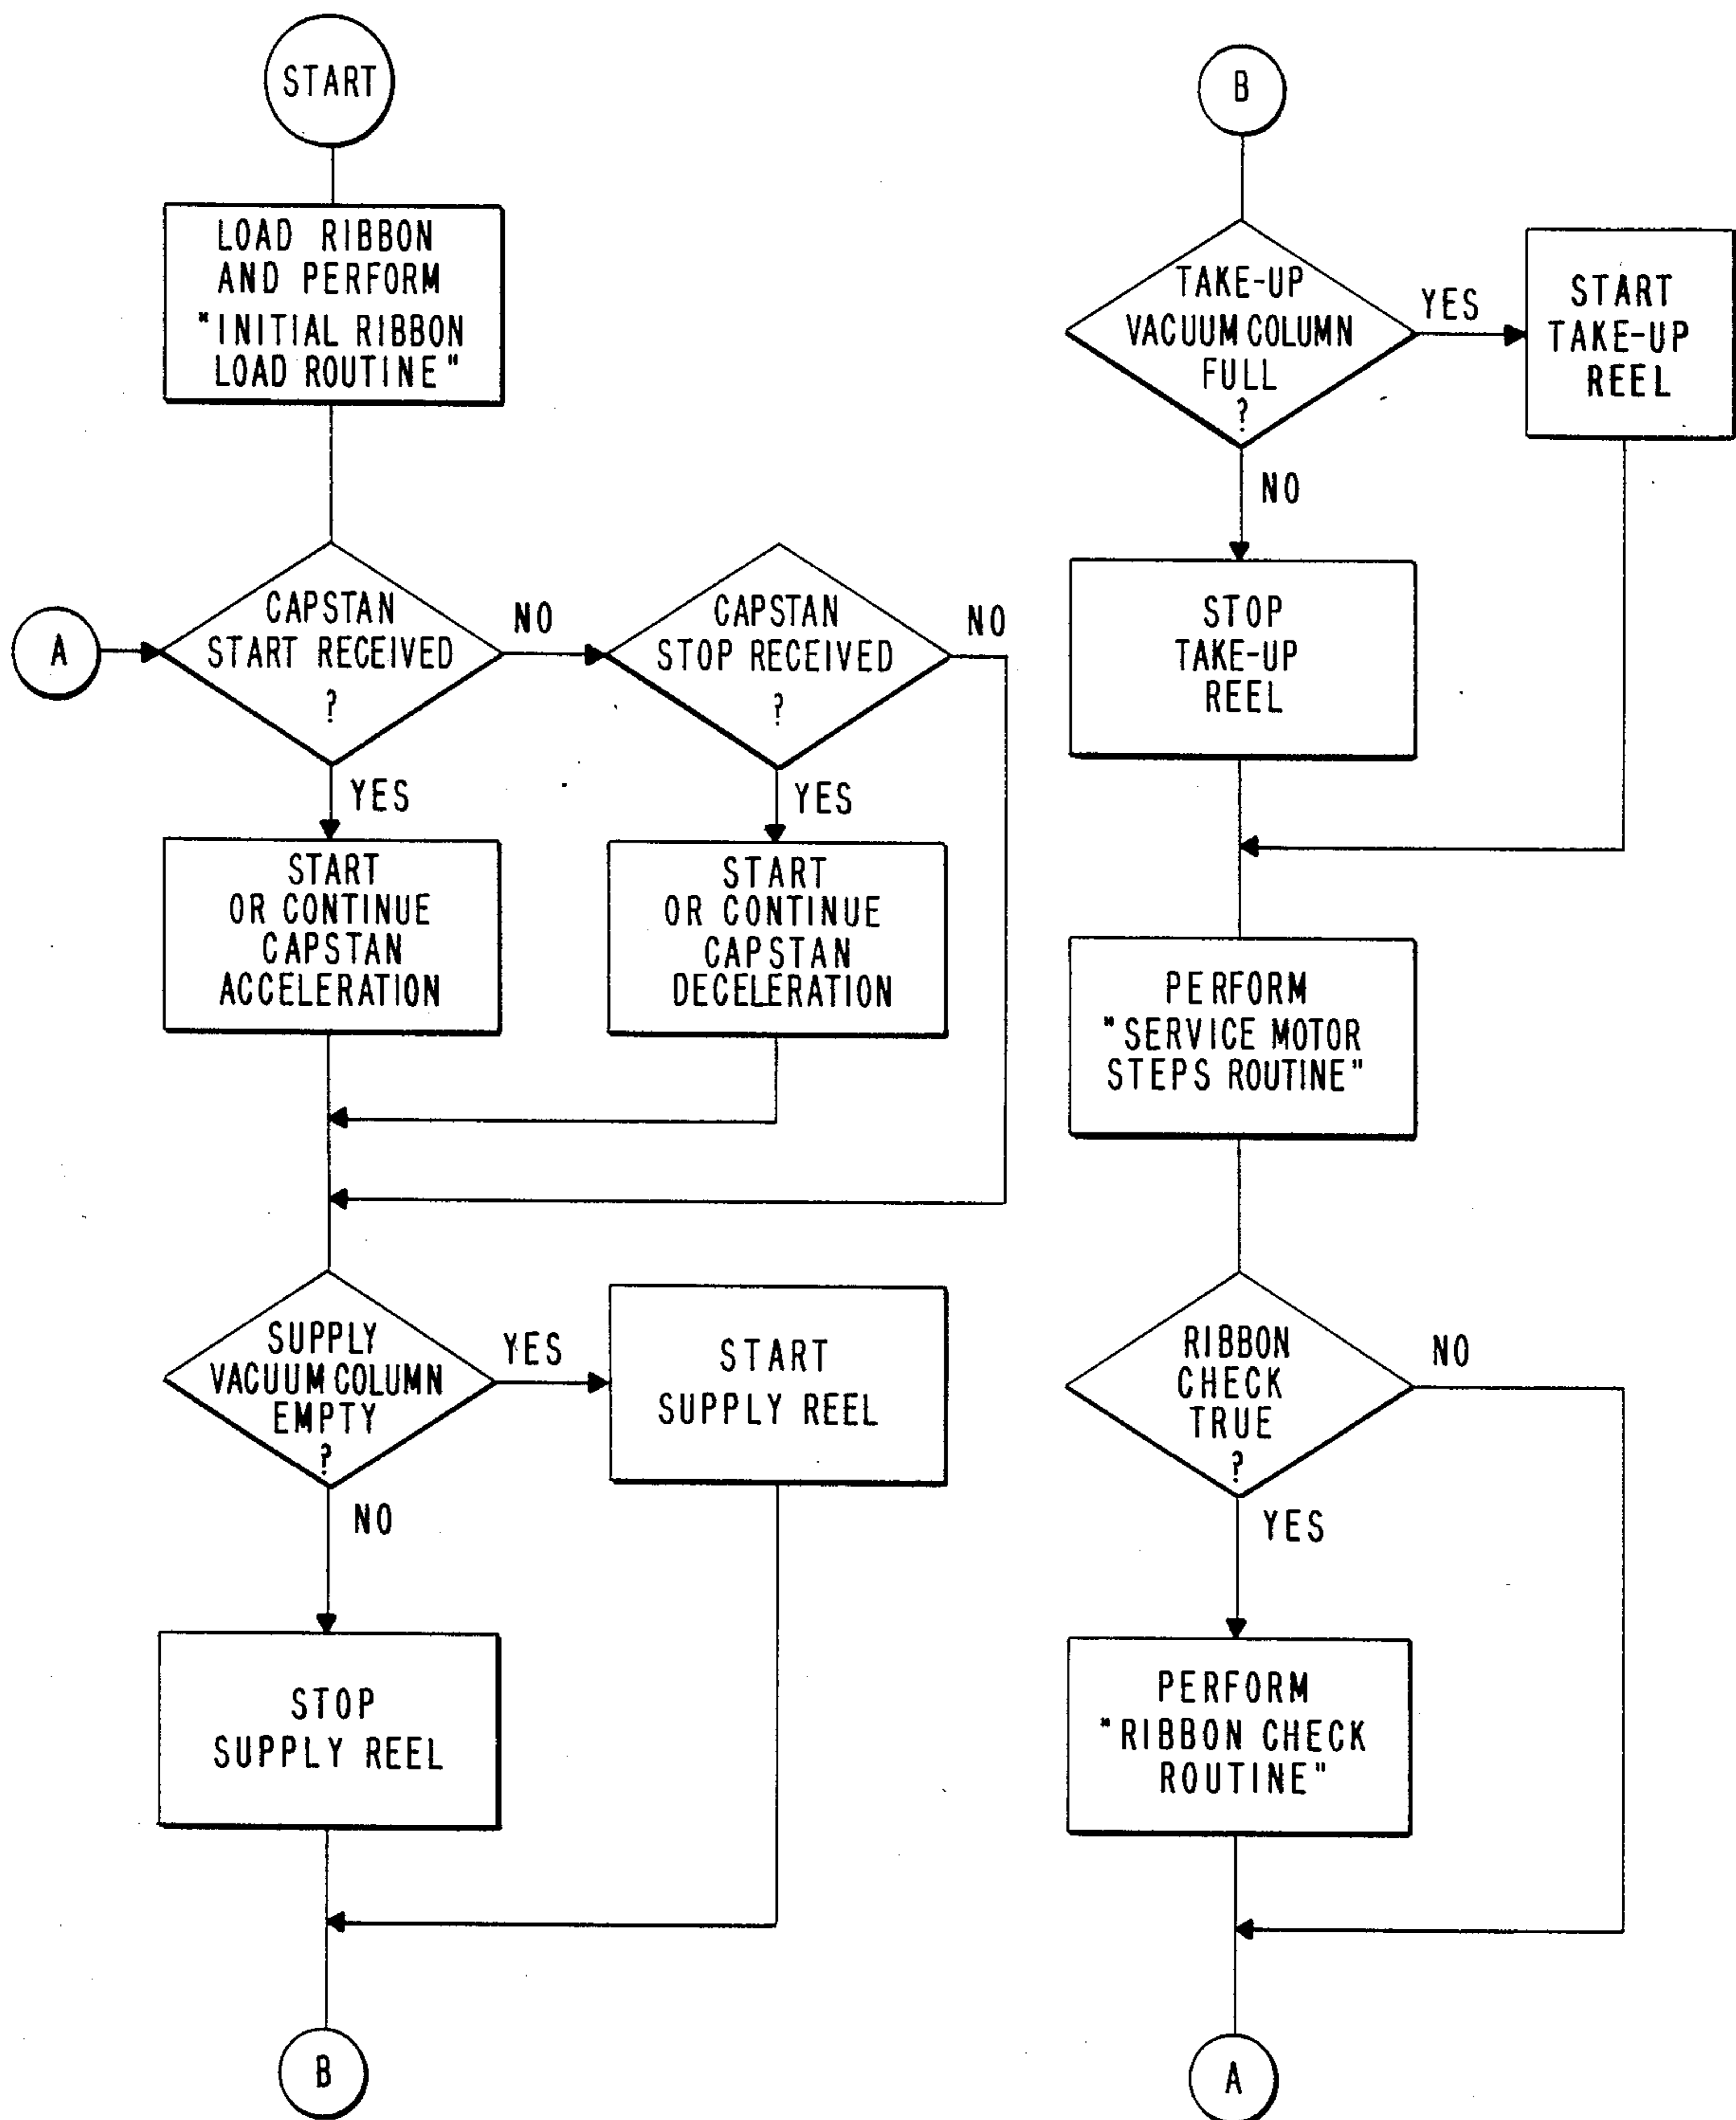 START
LOAD RIBBON
AND PERFORM
"INITIAL RIBBON
LOAD ROUTINE"
A
CAPSTAN
START RECEIVED
?
NO
CAPSTAN
STOP RECEIVED
?
NO
YES
YES
START
OR CONTINUE
CAPSTAN
ACCELERATION
START
OR CONTINUE
CAPSTAN
DECELERATION
SUPPLY
VACUUM COLUMN
EMPTY
?
YES
START
SUPPLY REEL
NO
STOP
SUPPLY REEL
B
B
TAKE-UP
VACUUM COLUMN
FULL
?
YES
START
TAKE-UP
REEL
NO
STOP
TAKE-UP
REEL
PERFORM
"SERVICE MOTOR
STEPS ROUTINE"
RIBBON
CHECK
TRUE
?
NO
YES
PERFORM
"RIBBON CHECK
ROUTINE"
A